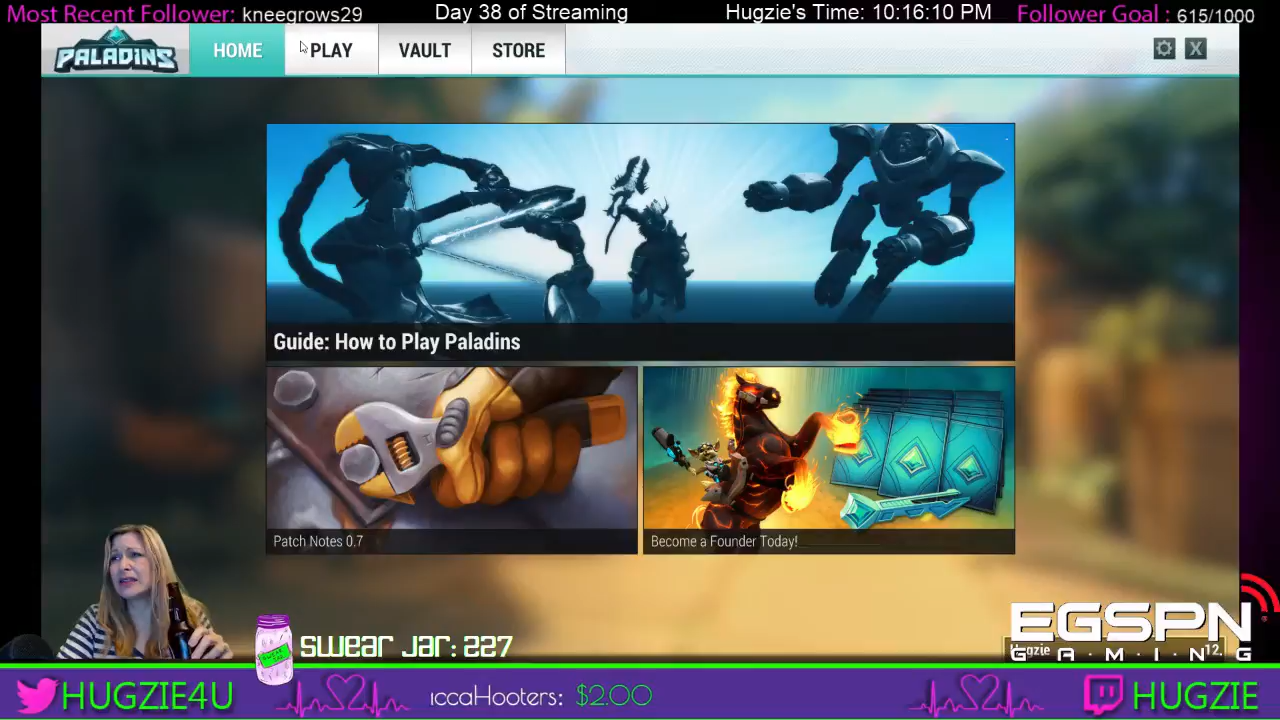 Most Recent Follower: kneegrows29
Day 38 of Streaming
Hugzie's Time: 10:16:10 PM
Follower Goal : 615/1000
PALADINS
HOME
PLAY
VAULT
STORE
X
Guide: How to Play Paladins
Patch Notes 0.7
Become a Founder Today!
SWEAR JAR: 227
EGSPN
GAMING
Hugzie
12.
HUGZIE4U
iccaHooters: $2.00
HUGZIE